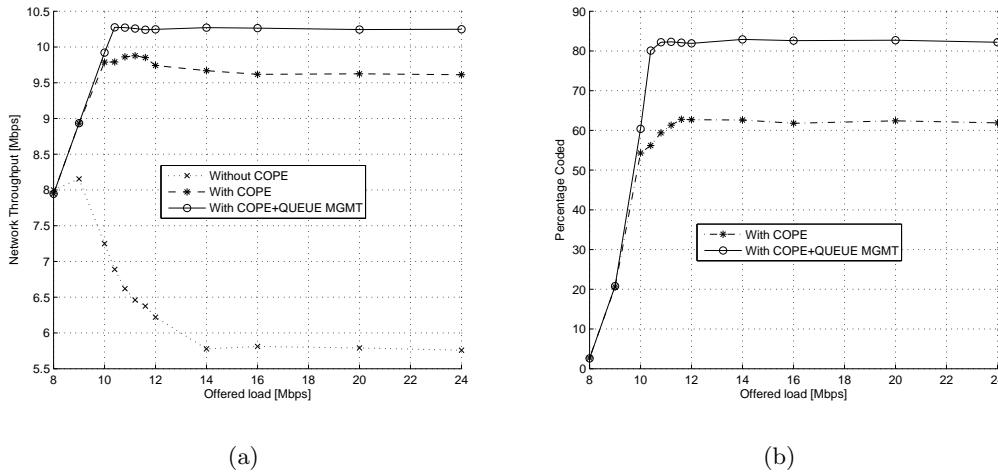 10.5
10
9.5
9
8.5
8
7.5
7
6.5
6
5.5
Network Throughput [Mbps]
Without COPE
With COPE
With COPE+QUEUE MGMT
8 10 12 14 16 18 20 22 24
Offered load [Mbps]
(a)
90
80
70
60
50
40
30
20
10
0
Percentage Coded
With COPE
With COPE+QUEUE MGMT
8 10 12 14 16 18 20 22 24
Offered load [Mbps]
(b)